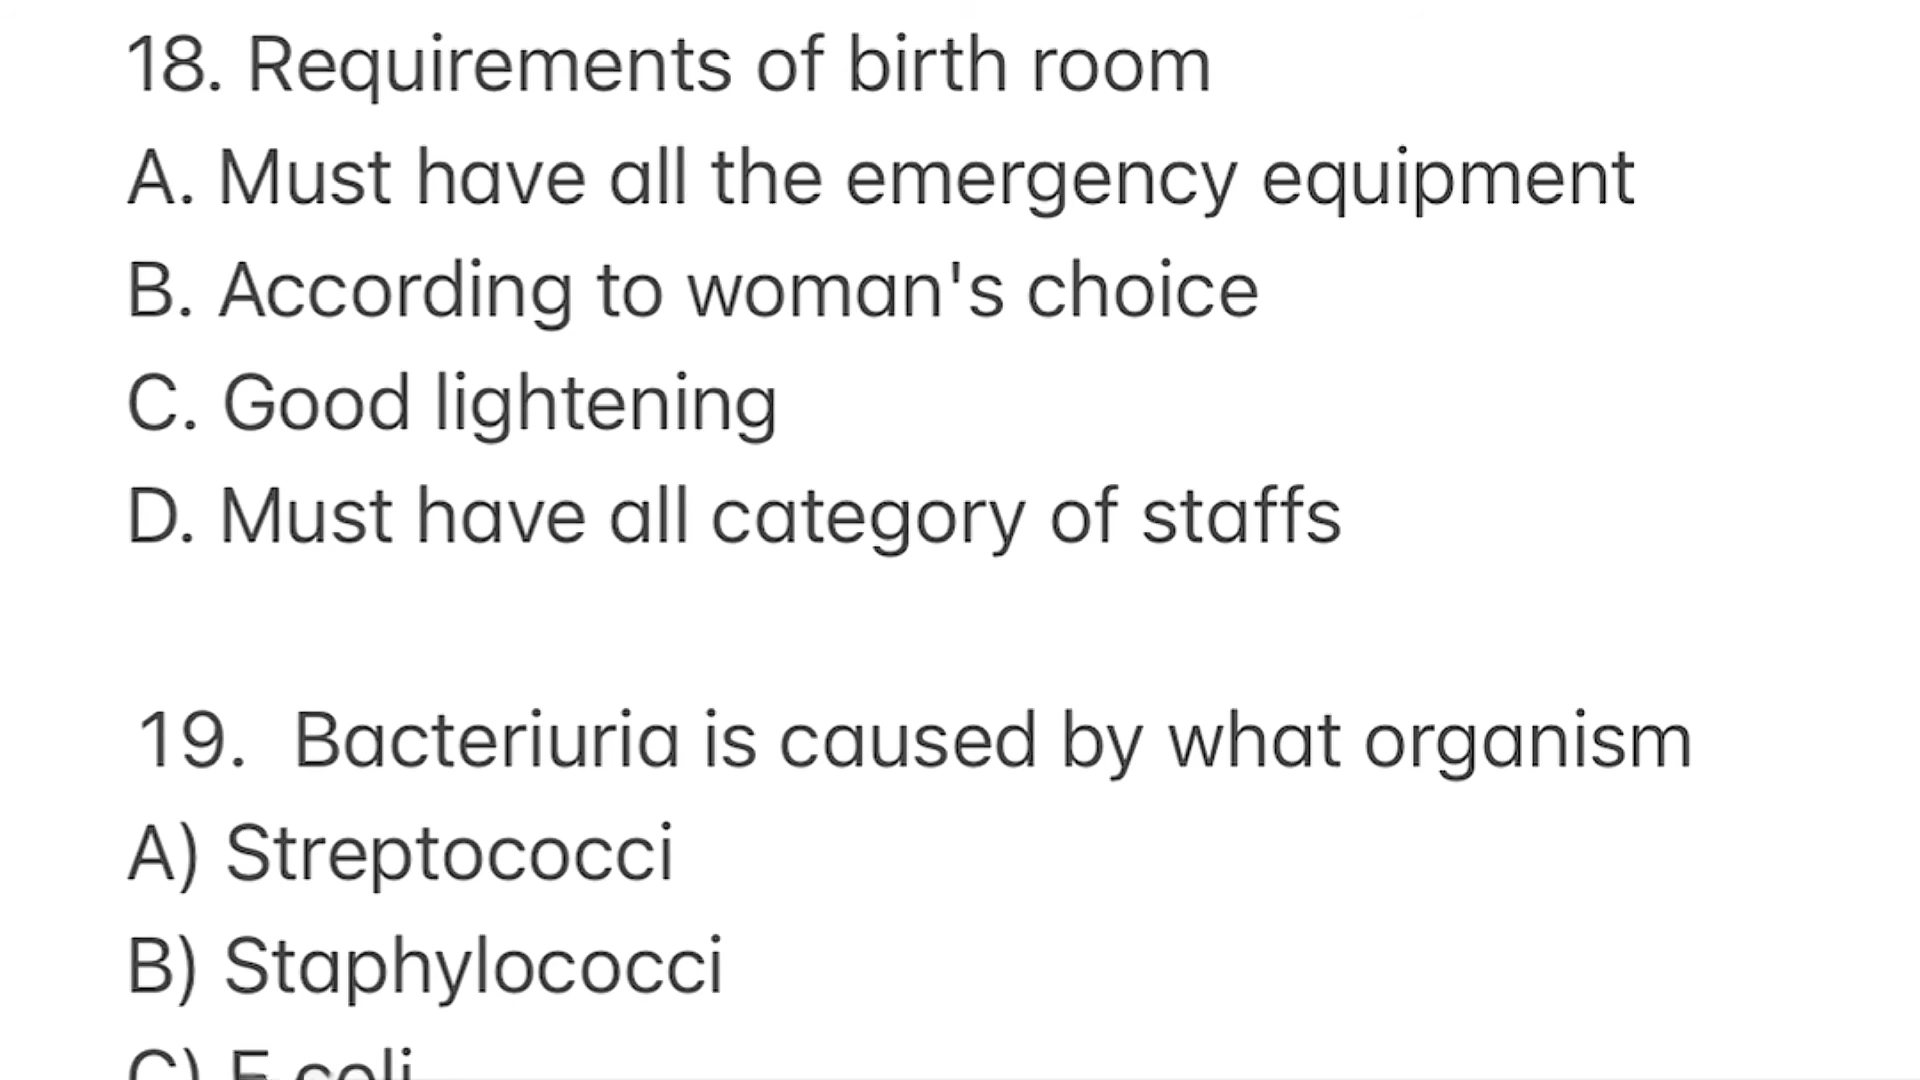 18. Requirements of birth room
A. Must have all the emergency equipment
B. According to woman's choice
C. Good lightening
D. Must have all category of staffs
19. Bacteriuria is caused by what organism
A) Streptococci
B) Staphylococci
C) E coli